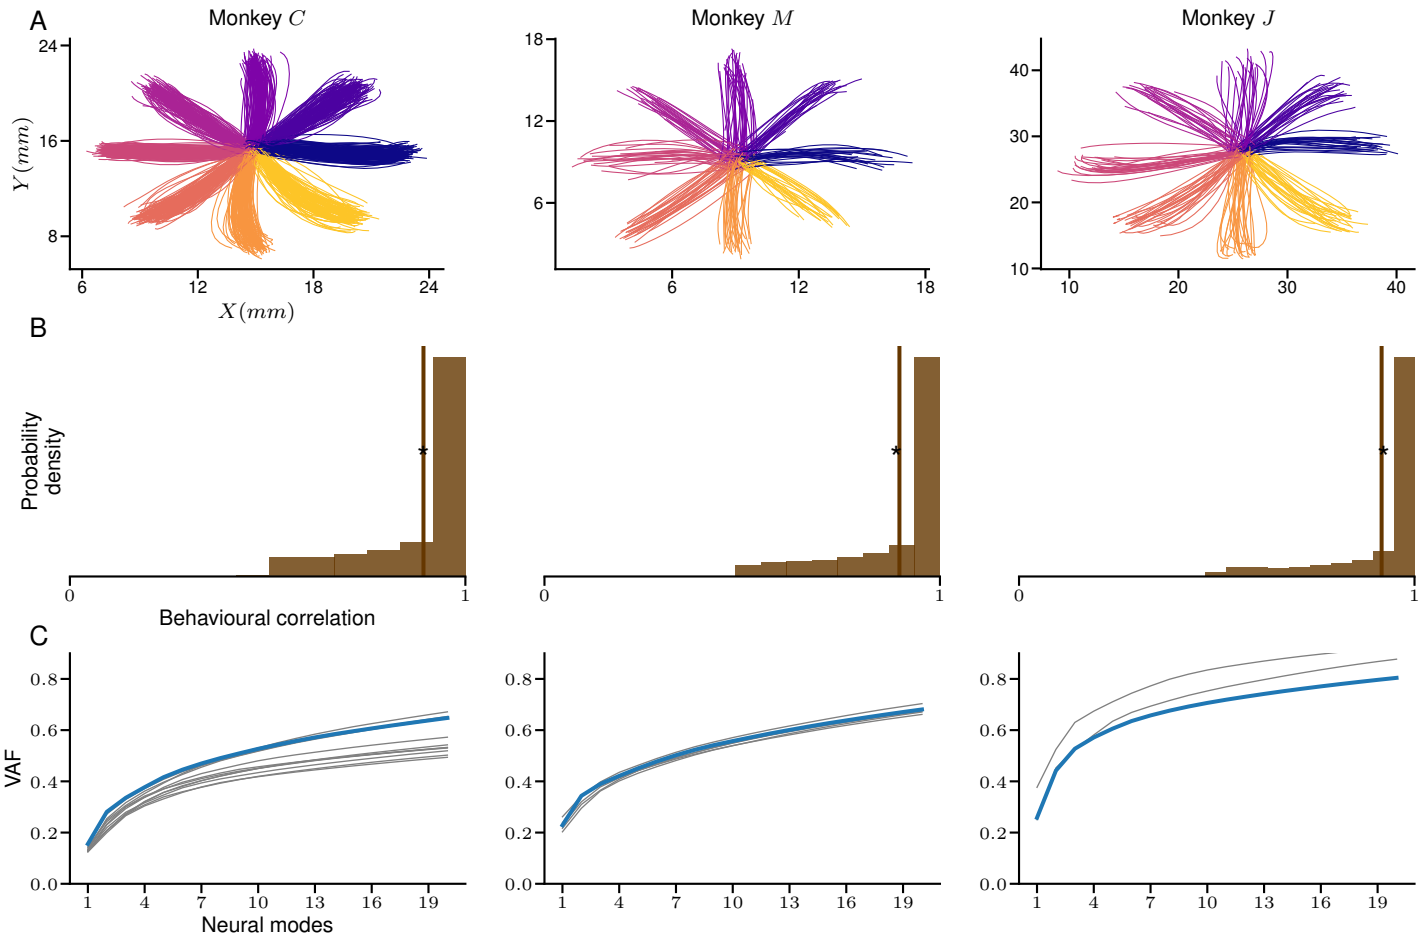 A
Monkey C
Monkey M
Monkey J
24
16
8
Y(mm)
6 12 18 24
X(mm)
18
12
6
6 12 18
40
30
20
10
10 20 30 40
B
Probability
density
*
*
*
0 1
0 1
0 1
Behavioural correlation
C
VAF
0.8
0.6
0.4
0.2
0.0
1 4 7 10 13 16 19
Neural modes
0.8
0.6
0.4
0.2
0.0
1 4 7 10 13 16 19
0.8
0.6
0.4
0.2
0.0
1 4 7 10 13 16 19